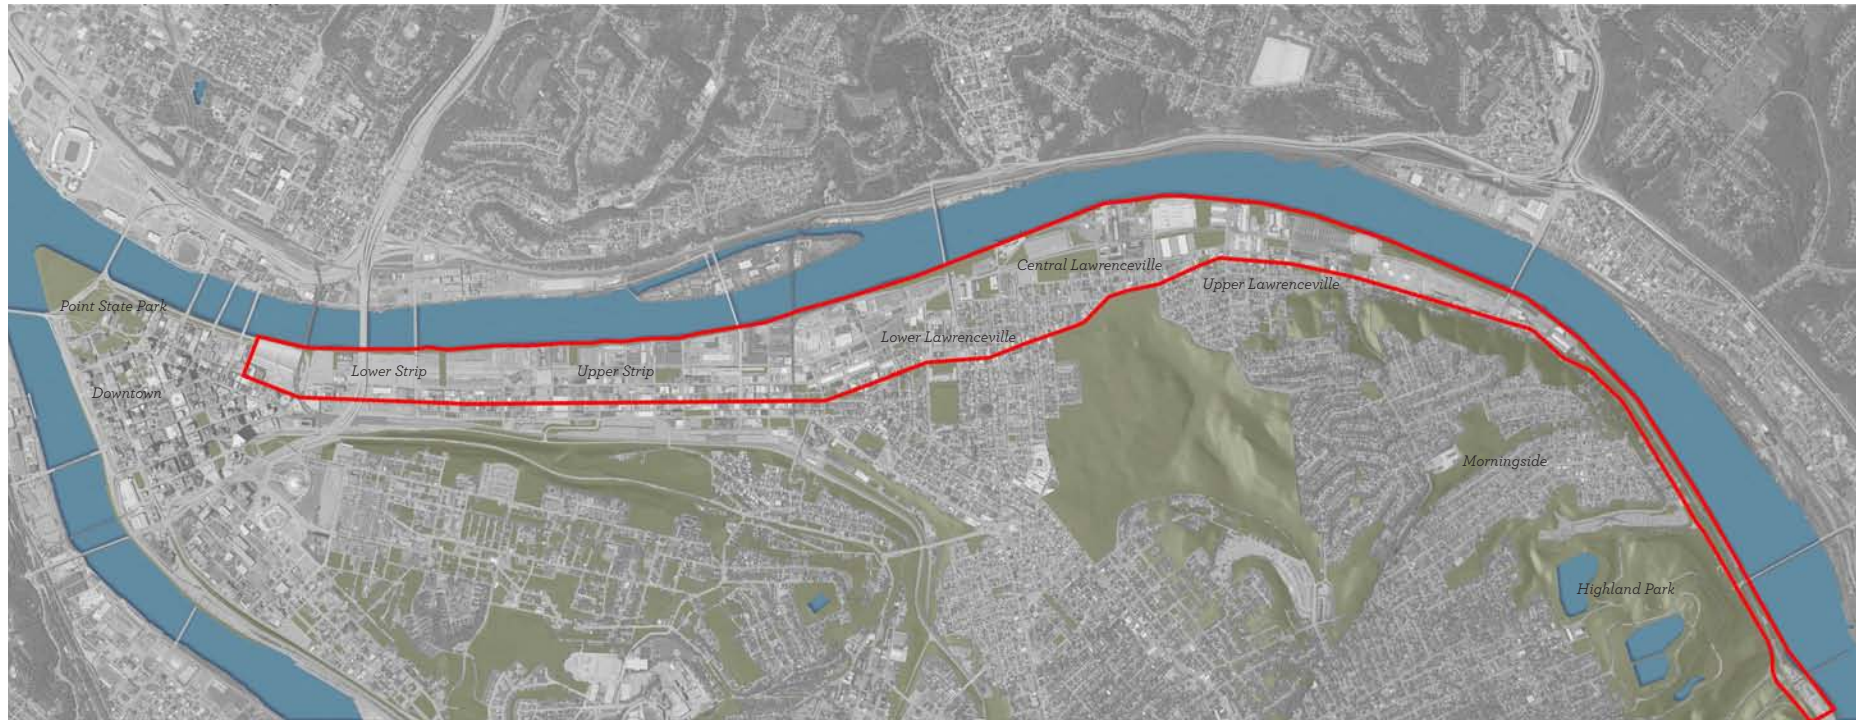 Central Lawrenceville
Upper Lawrenceville
Point State Park
Lower Lawrenceville
Lower Strip
Upper Strip
Downtown
Morningside
Highland Park